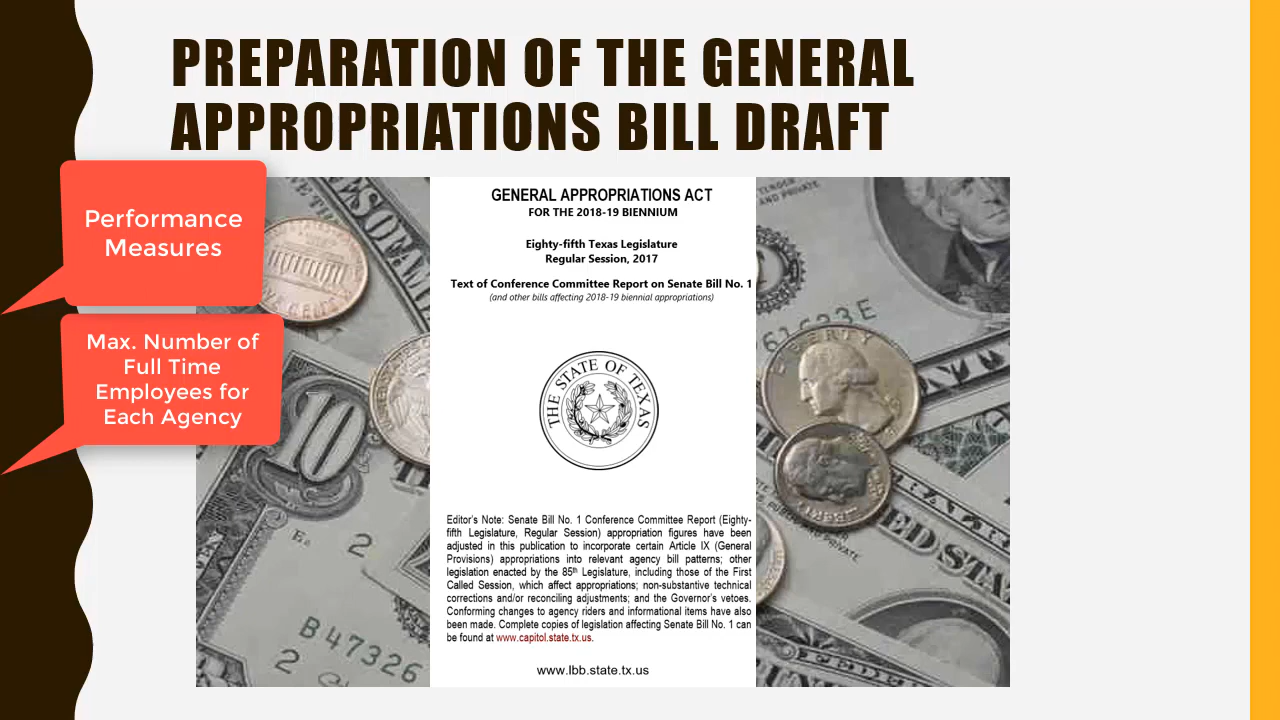 PREPARATION OF THE GENERAL
APPROPRIATIONS BILL DRAFT
Performance
Measures
Max. Number of
Full Time
Employees for
Each Agency
GENERAL APPROPRIATIONS ACT
FOR THE 2018-19 BIENNIUM
Eighty-fifth Texas Legislature
Regular Session, 2017
Text of Conference Committee Report on Senate Bill No. 1
(and other bills affecting 2018-19 biennial appropriations)
THE STATE OF TEXAS
Editor's Note: Senate Bill No. 1 Conference Committee Report (Eighty-
fifth Legislature, Regular Session) appropriation figures have been
adjusted in this publication to incorporate certain Article IX (General
Provisions) appropriations into relevant agency bill patterns; other
legislation enacted by the 85th Legislature, including those of the First
Called Session, which affect appropriations; non-substantive technical
corrections and/or reconciling adjustments; and the Governor's vetoes.
Conforming changes to agency riders and informational items have also
been made. Complete copies of legislation affecting Senate Bill No. 1 can
be found at www.capitol.state.tx.us.
www.lbb.state.tx.us
10
2
B47326
2
LIBERTY
LIBERTY
AND PRIVATE